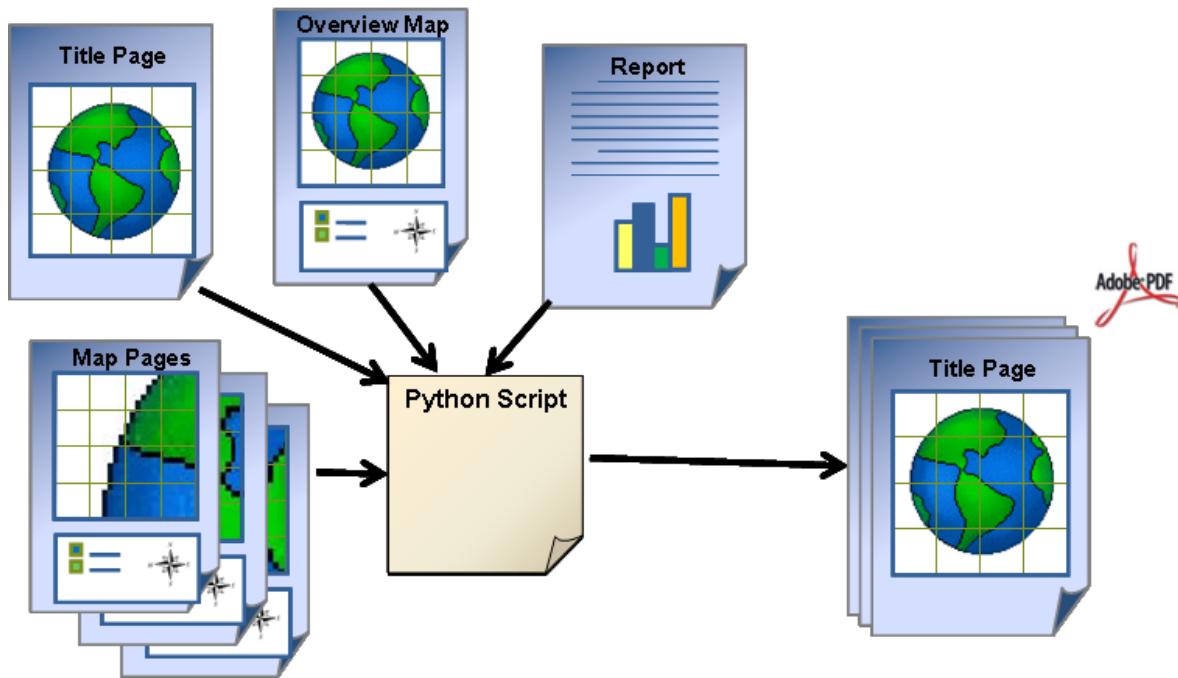 Title Page
Overview Map
Report
Adobe PDF
Map Pages
Python Script
Title Page